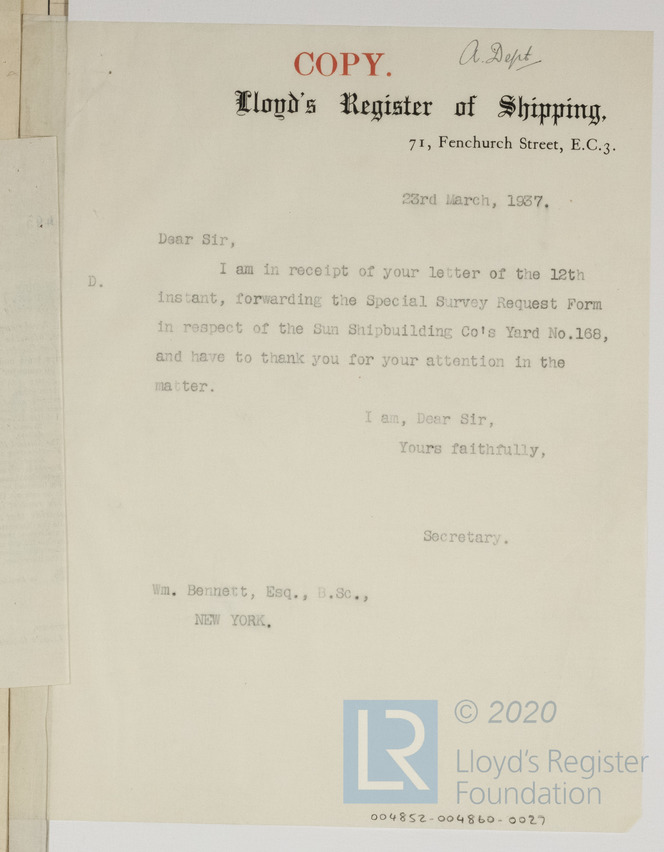 COPY.
A. Dept
Lloyd's Register of Shipping,
71, Fenchurch Street, E.C.3.
23rd March, 1937.
Dear Sir,
D.
I am in receipt of your letter of the 12th
instant, forwarding the Special Survey Request Form
in respect of the Sun Shipbuilding Co's Yard No.168,
and have to thank you for your attention in the
matter.
I am, Dear Sir,
Yours faithfully,
Secretary.
Wm. Bennett, Esq., B.Sc.,
NEW YORK.
LR
© 2020
Lloyd's Register
Foundation
004852-004860-0027